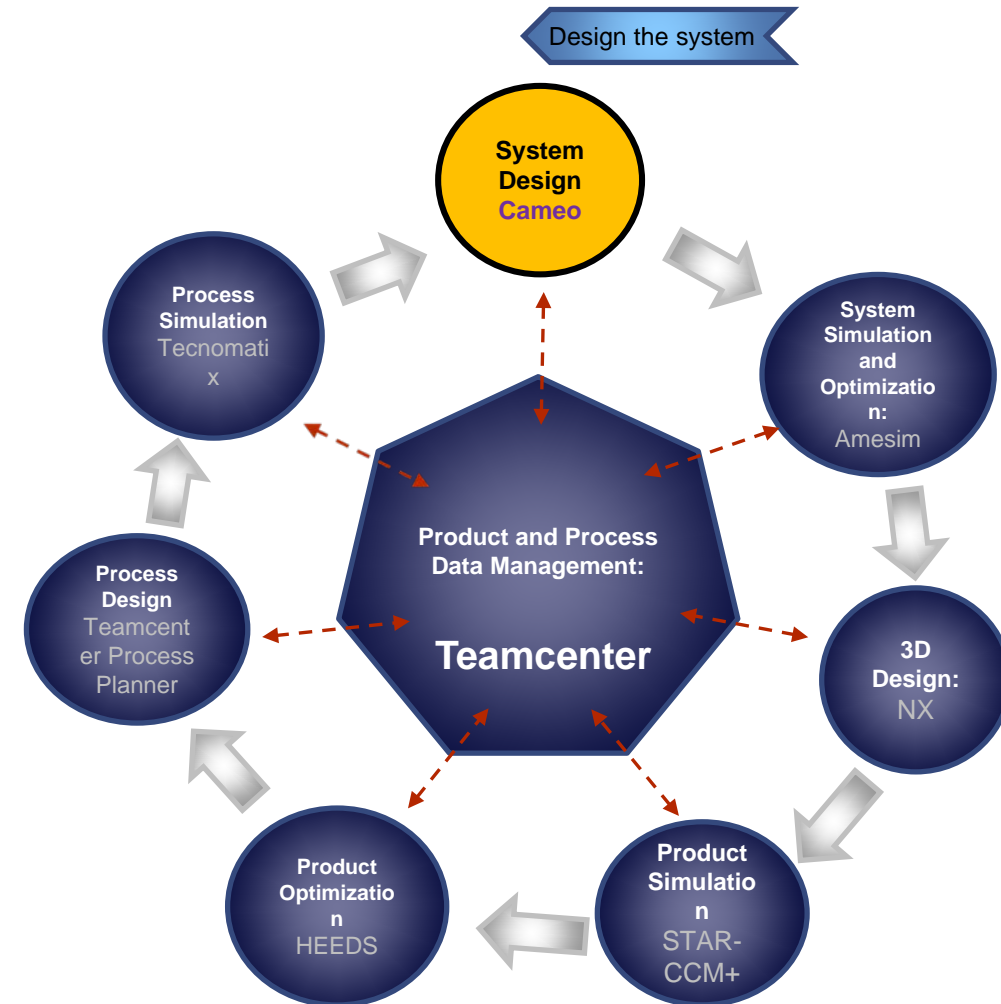 Design the system
System
Design
Cameo
Process
Simulation
Tecnomati
x
System
Simulation
and
Optimizatio
n:
Amesim
Product and Process
Data Management:
Teamcenter
Process
Design
Teamcent
er Process
Planner
3D
Design:
NX
Product
Optimizatio
n
HEEDS
Product
Simulatio
n
STAR-
CCM+